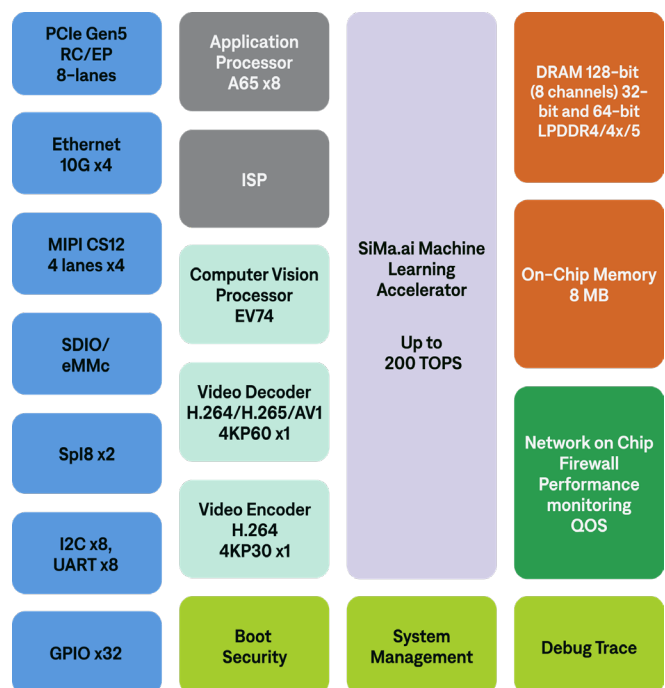 PCIe Gen5
RC/EP
8-lanes
Ethernet
10G x4
MIPI CS12
4 lanes x4
SDIO/
eMMc
SpI8 x2
I2C x8,
UART x8
GPIO x32
Application
Processor
A65 x8
ISP
Computer Vision
Processor
EV74
Video Decoder
H.264/H.265/AV1
4KP60 x1
Video Encoder
H.264
4KP30 x1
Boot
Security
SiMa.ai Machine
Learning
Accelerator
Up to
200 TOPS
System
Management
DRAM 128-bit
(8 channels) 32-
bit and 64-bit
LPDDR4/4x/5
On-Chip Memory
8 MB
Network on Chip
Firewall
Performance
monitoring
QOS
Debug Trace